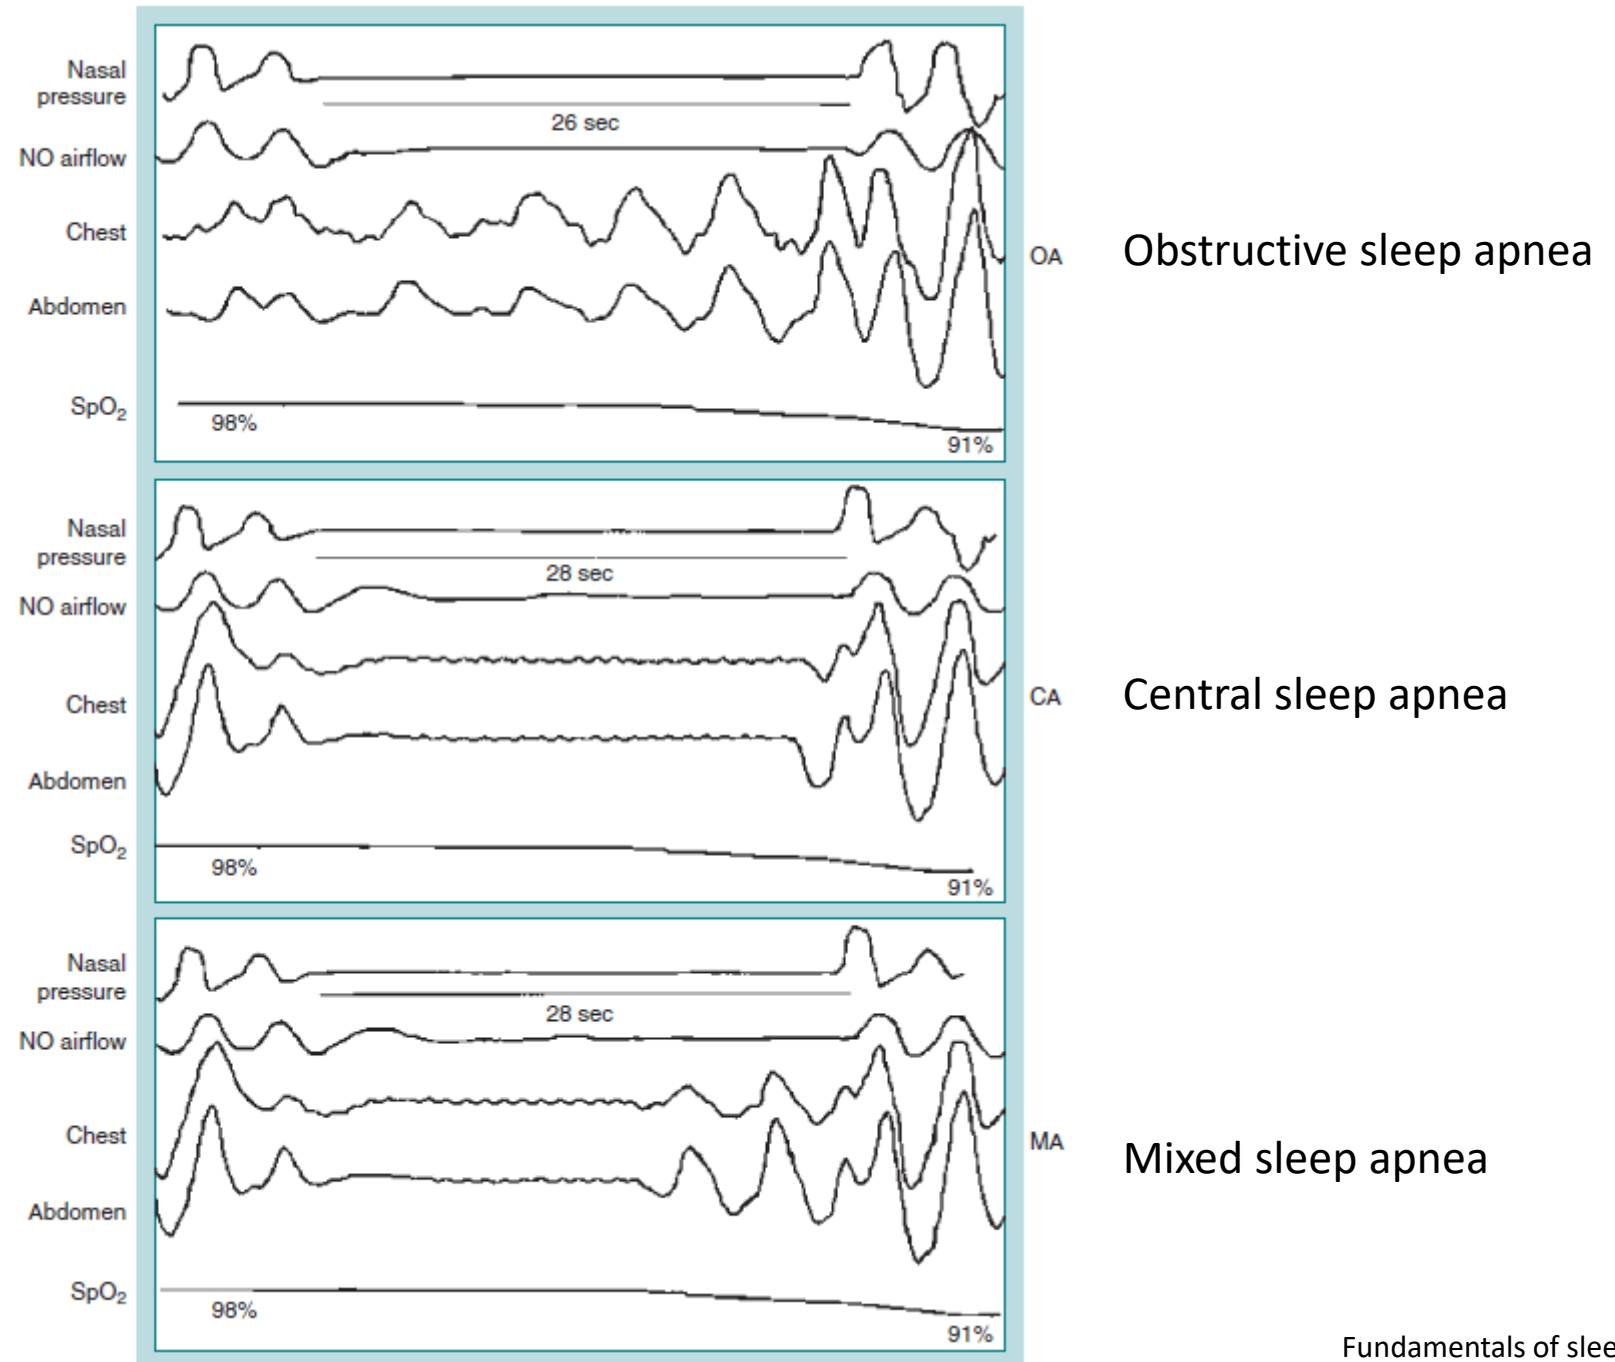 Nasal
pressure
26 sec
NO airflow
Chest
OA
Obstructive sleep apnea
Abdomen
SpO₂
98%
91%
Nasal
pressure
28 sec
NO airflow
Chest
CA
Central sleep apnea
Abdomen
SpO₂
98%
91%
Nasal
pressure
28 sec
NO airflow
Chest
MA
Mixed sleep apnea
Abdomen
SpO₂
98%
91%
Fundamentals of slee